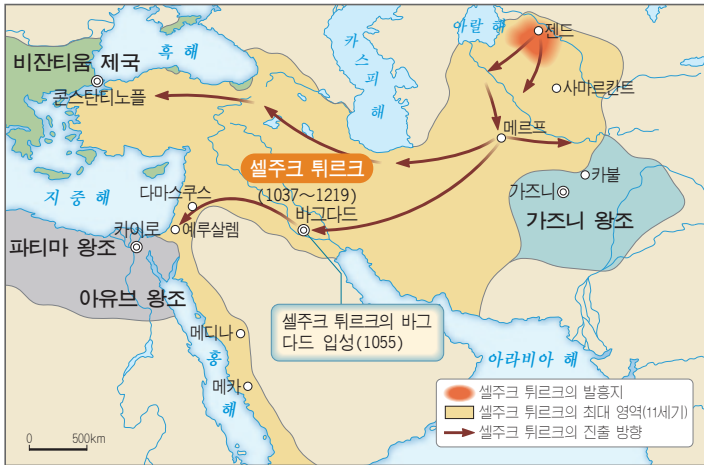 아랄 해
젠드
흑 해
카
스
피
해
비잔티움 제국
콘스탄티노플
사마르칸트
메르프
셀주크 튀르크
(1037～1219)
지 중 해
다마스쿠스
바그다드
카불
가즈니
가즈니 왕조
카이로
예루살렘
파티마 왕조
아유브 왕조
셀주크 튀르크의 바그
다드 입성(1055)
메디나
홍
해
메카
아라비아 해
셀주크 튀르크의 발흥지
셀주크 튀르크의 최대 영역(11세기)
셀주크 튀르크의 진출 방향
0 500km